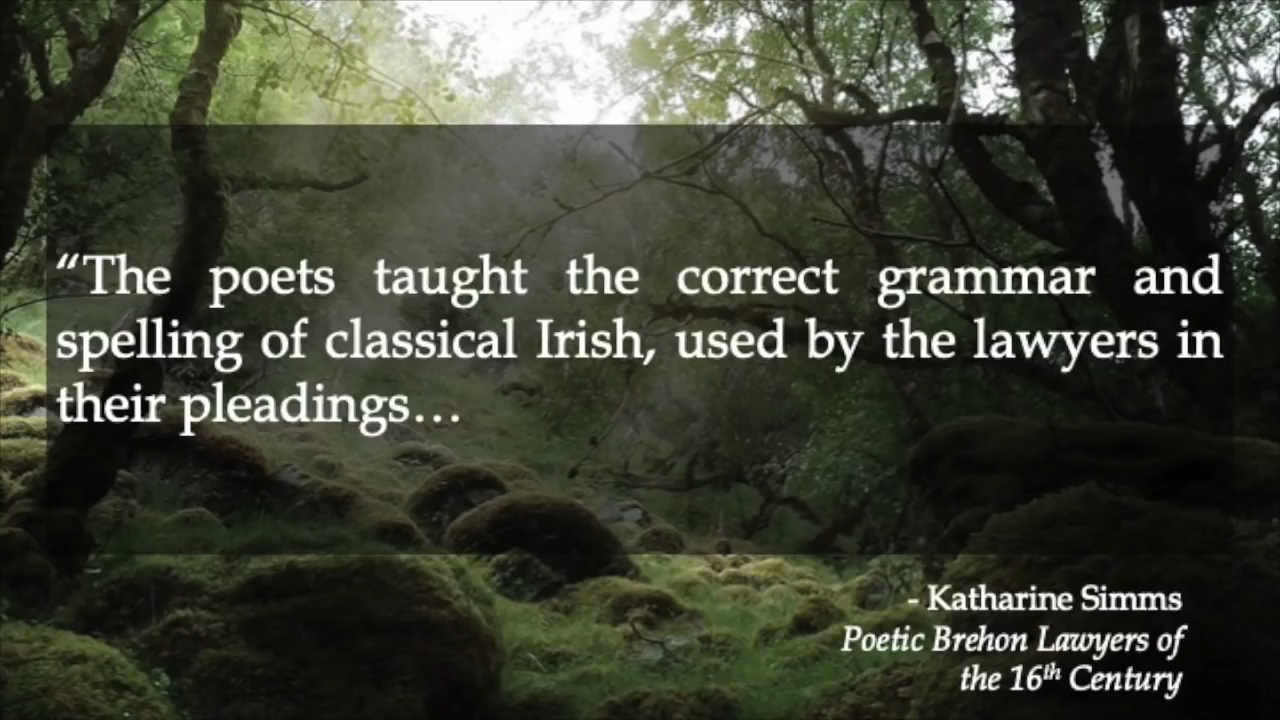 “The poets taught the correct grammar and
spelling of classical Irish, used by the lawyers in
their pleadings…
- Katharine Simms
Poetic Brehon Lawyers of
the 16th Century